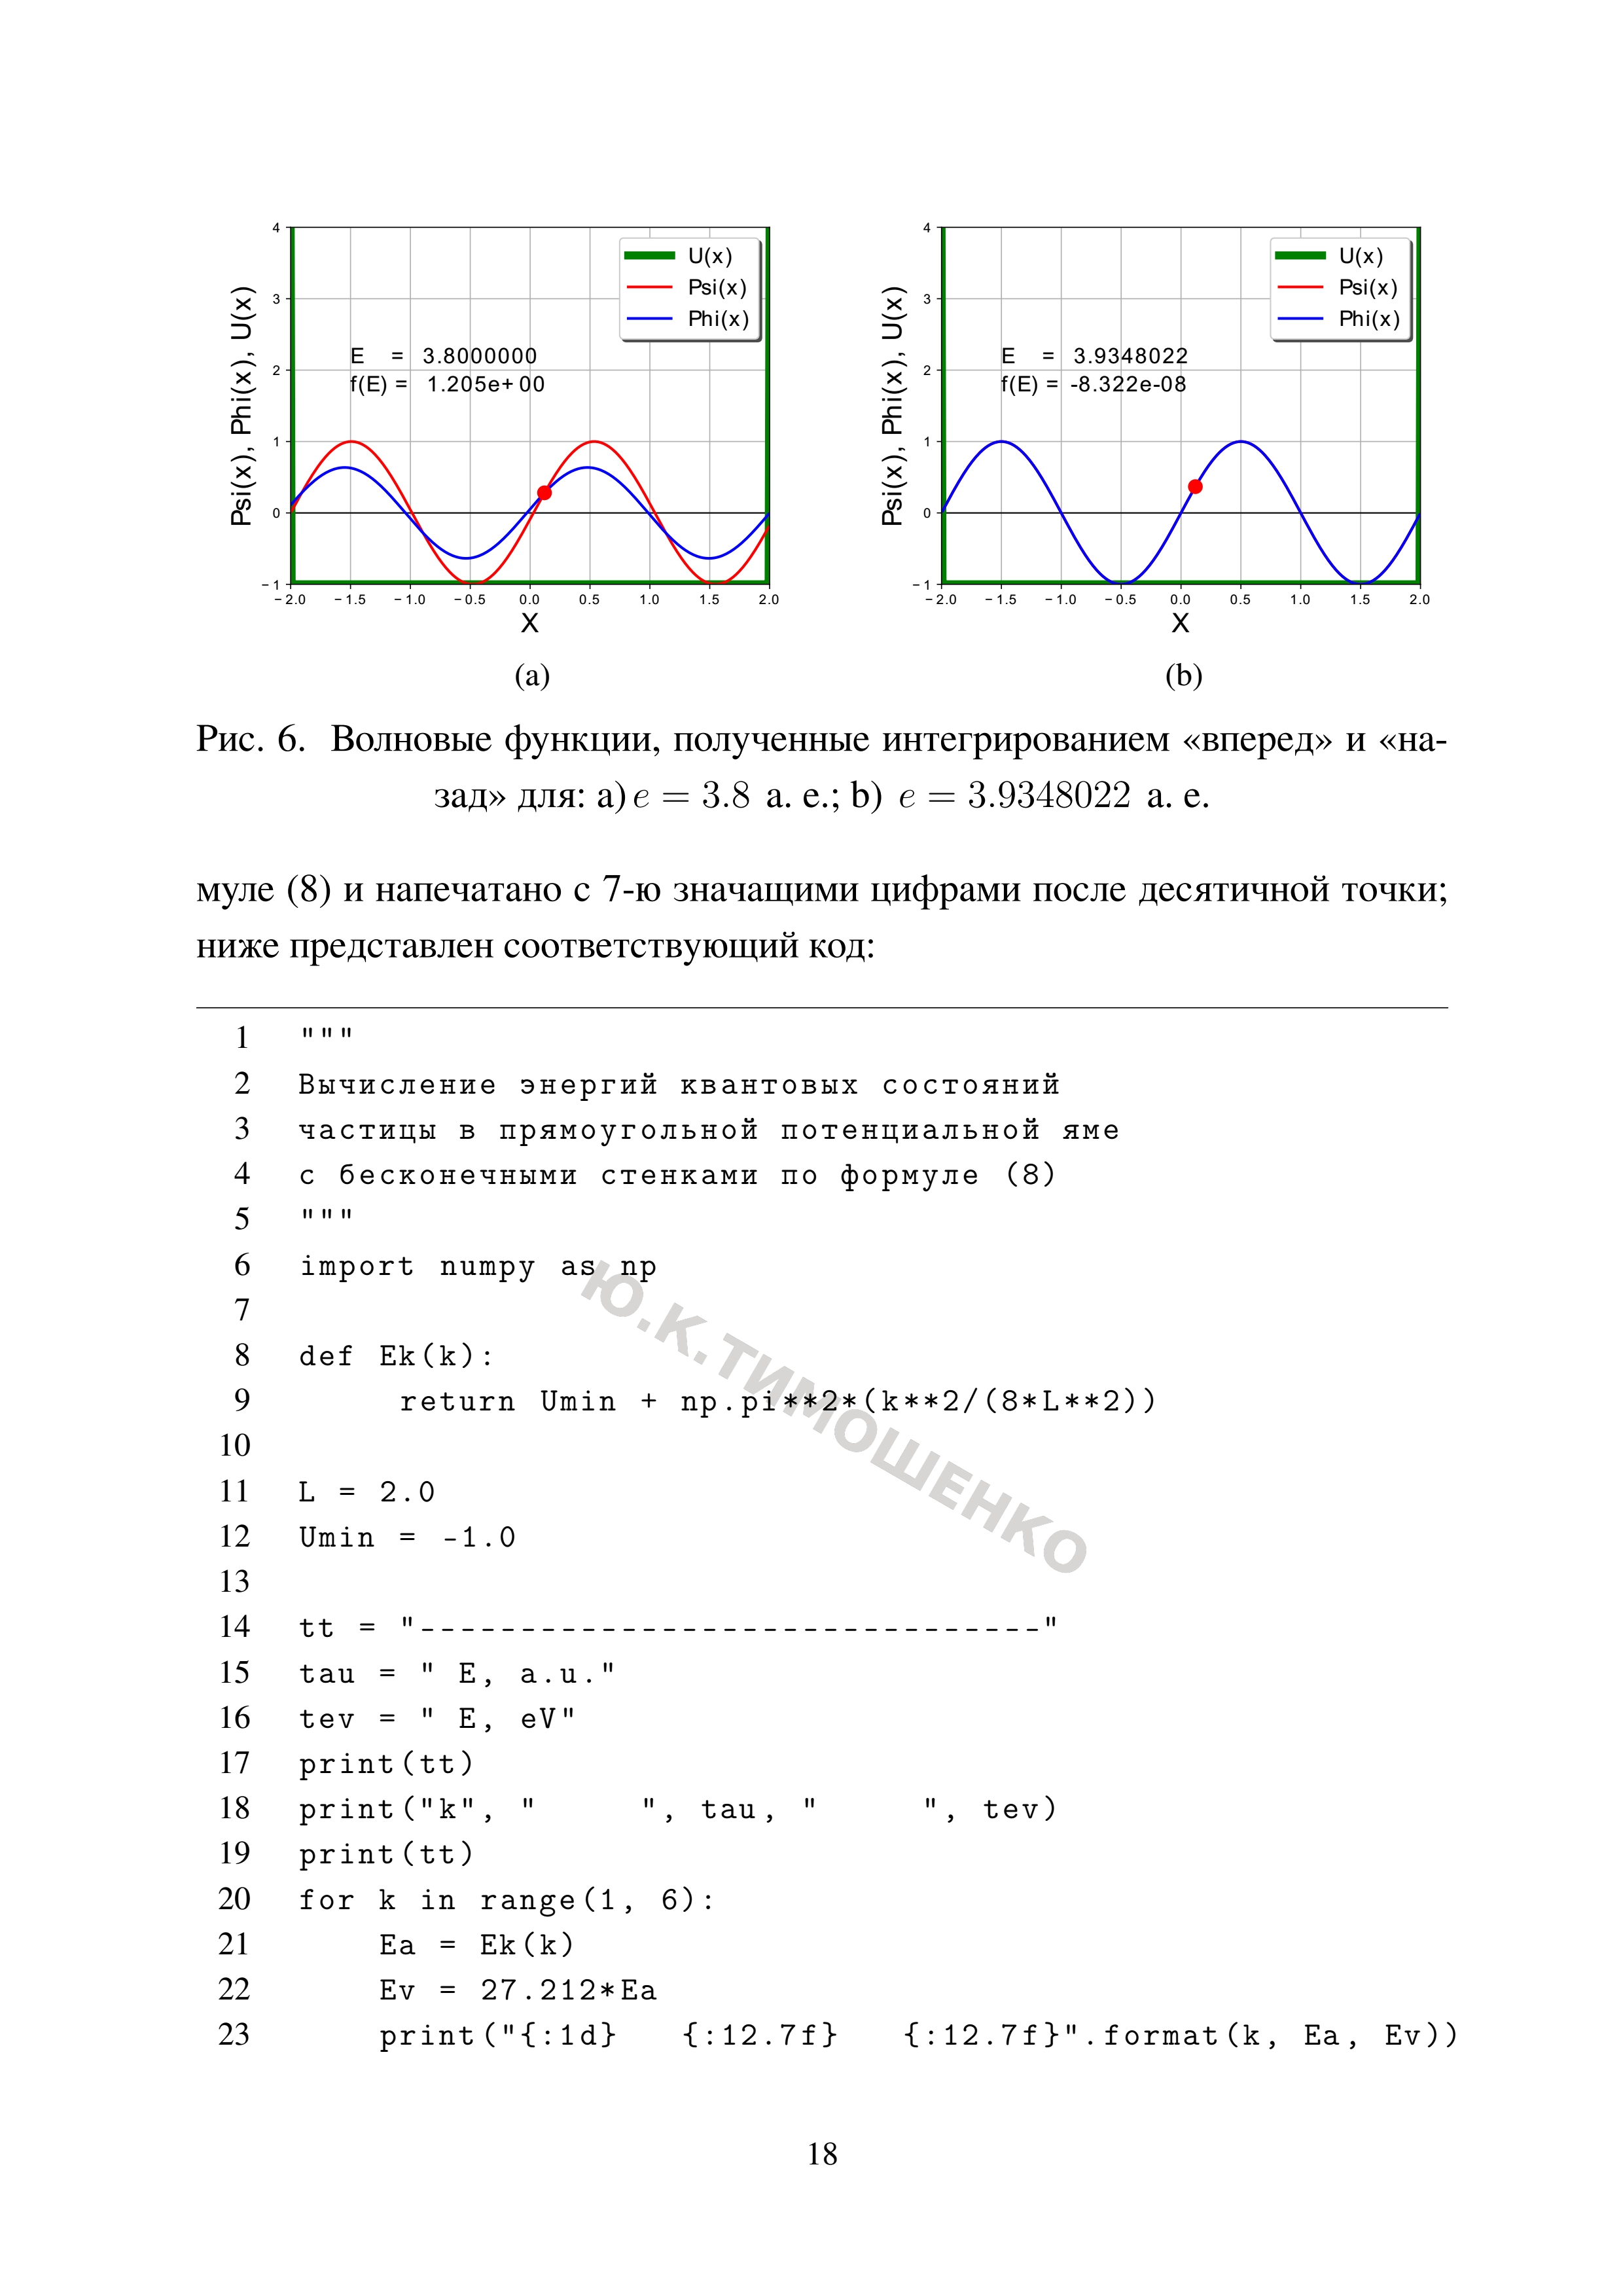 4
3
2
1
0
−1
−2.0 −1.5 −1.0 −0.5 0.0 0.5 1.0 1.5 2.0
X
Psi(x), Phi(x), U(x)
U(x)
Psi(x)
Phi(x)
E = 3.8000000
f(E) = 1.205e+00
(a)
4
3
2
1
0
−1
−2.0 −1.5 −1.0 −0.5 0.0 0.5 1.0 1.5 2.0
X
Psi(x), Phi(x), U(x)
U(x)
Psi(x)
Phi(x)
E = 3.9348022
f(E) = -8.322e-08
(b)
Рис. 6. Волновые функции, полученные интегрированием «вперед» и «на-
зад» для: a) e = 3.8 а. е.; b) e = 3.9348022 а. е.
муле (8) и напечатано с 7-ю значащими цифрами после десятичной точки;
ниже представлен соответствующий код:
1 """
2 Вычисление энергий квантовых состояний
3 частицы в прямоугольной потенциальной яме
4 с бесконечными стенками по формуле (8)
5 """
6 import numpy as np
7
8 def Ek(k):
9     return Umin + np.pi**2*(k**2/(8*L**2))
10
11 L = 2.0
12 Umin = -1.0
13
14 tt = "-------------------------------"
15 tau = " E, a.u."
16 tev = " E, eV"
17 print(tt)
18 print("k", "     ", tau, "     ", tev)
19 print(tt)
20 for k in range(1, 6):
21     Ea = Ek(k)
22     Ev = 27.212*Ea
23     print("{:1d}   {:12.7f}   {:12.7f}".format(k, Ea, Ev))
Ю.К.ТИМОШЕНКО
18